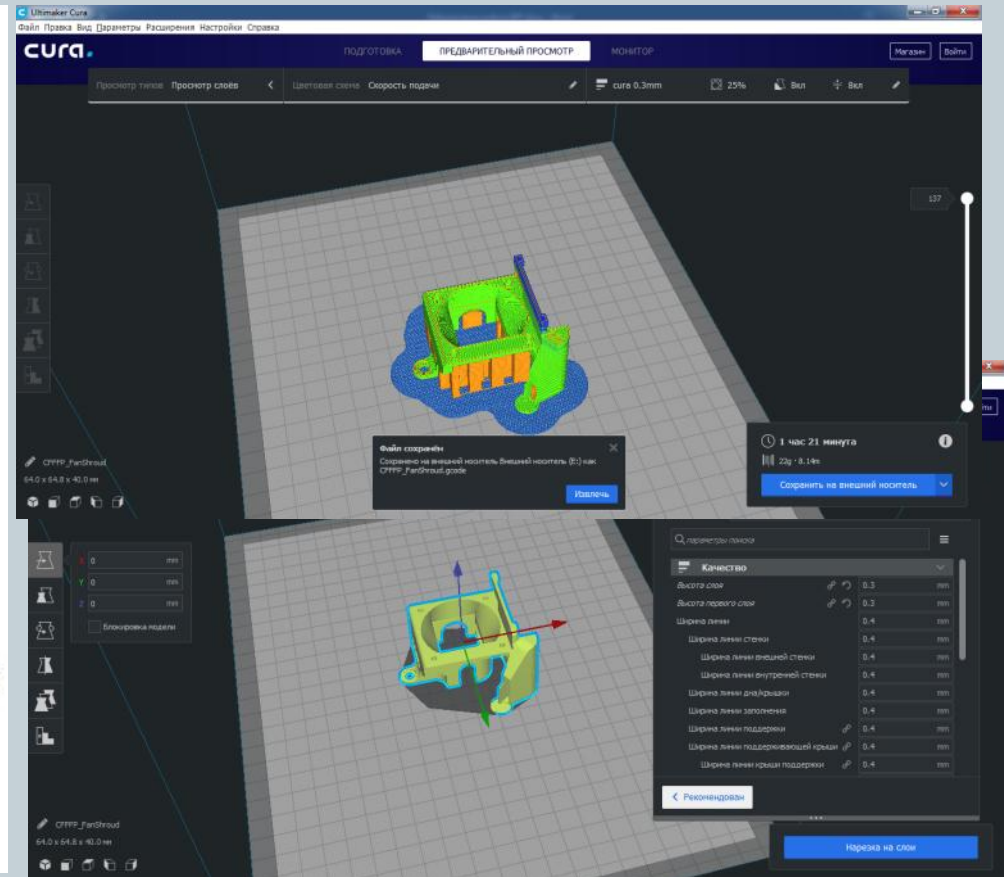 Ultimaker Cura
Файл Правка Вид Параметры Расширения Настройки Справка
cura.
ПОДГОТОВКА ПРЕДВАРИТЕЛЬНЫЙ ПРОСМОТР МОНИТОР
Магазин Войти
Просмотр типов Просмотр слоёв Цветовая схема Скорость подачи cura 0.3mm 25% Вкл Вкл
137
CFFFP_FanShroud
64.0 x 64.8 x 40.0 мм
Файл сохранён
Сохранено на внешний носитель Внешний носитель (E:) как
CFFFP_FanShroud.gcode
Извлечь
1 час 21 минута
22g · 8.14m
Сохранить на внешний носитель
X 0 mm
Y 0 mm
Z 0 mm
Блокировка модели
параметры поиска
Качество
Высота слоя 0.3 mm
Высота первого слоя 0.3 mm
Ширина линии 0.4 mm
Ширина линии стенки 0.4 mm
Ширина линии внешней стенки 0.4 mm
Ширина линии внутренней стенки 0.4 mm
Ширина линии дна/крышки 0.4 mm
Ширина линии заполнения 0.4 mm
Ширина линии поддержки 0.4 mm
Ширина линии поддерживающей крыши 0.4 mm
Ширина линии крыши поддержки 0.4 mm
Рекомендован
CFFFP_FanShroud
64.0 x 64.8 x 40.0 мм
Нарезка на слои